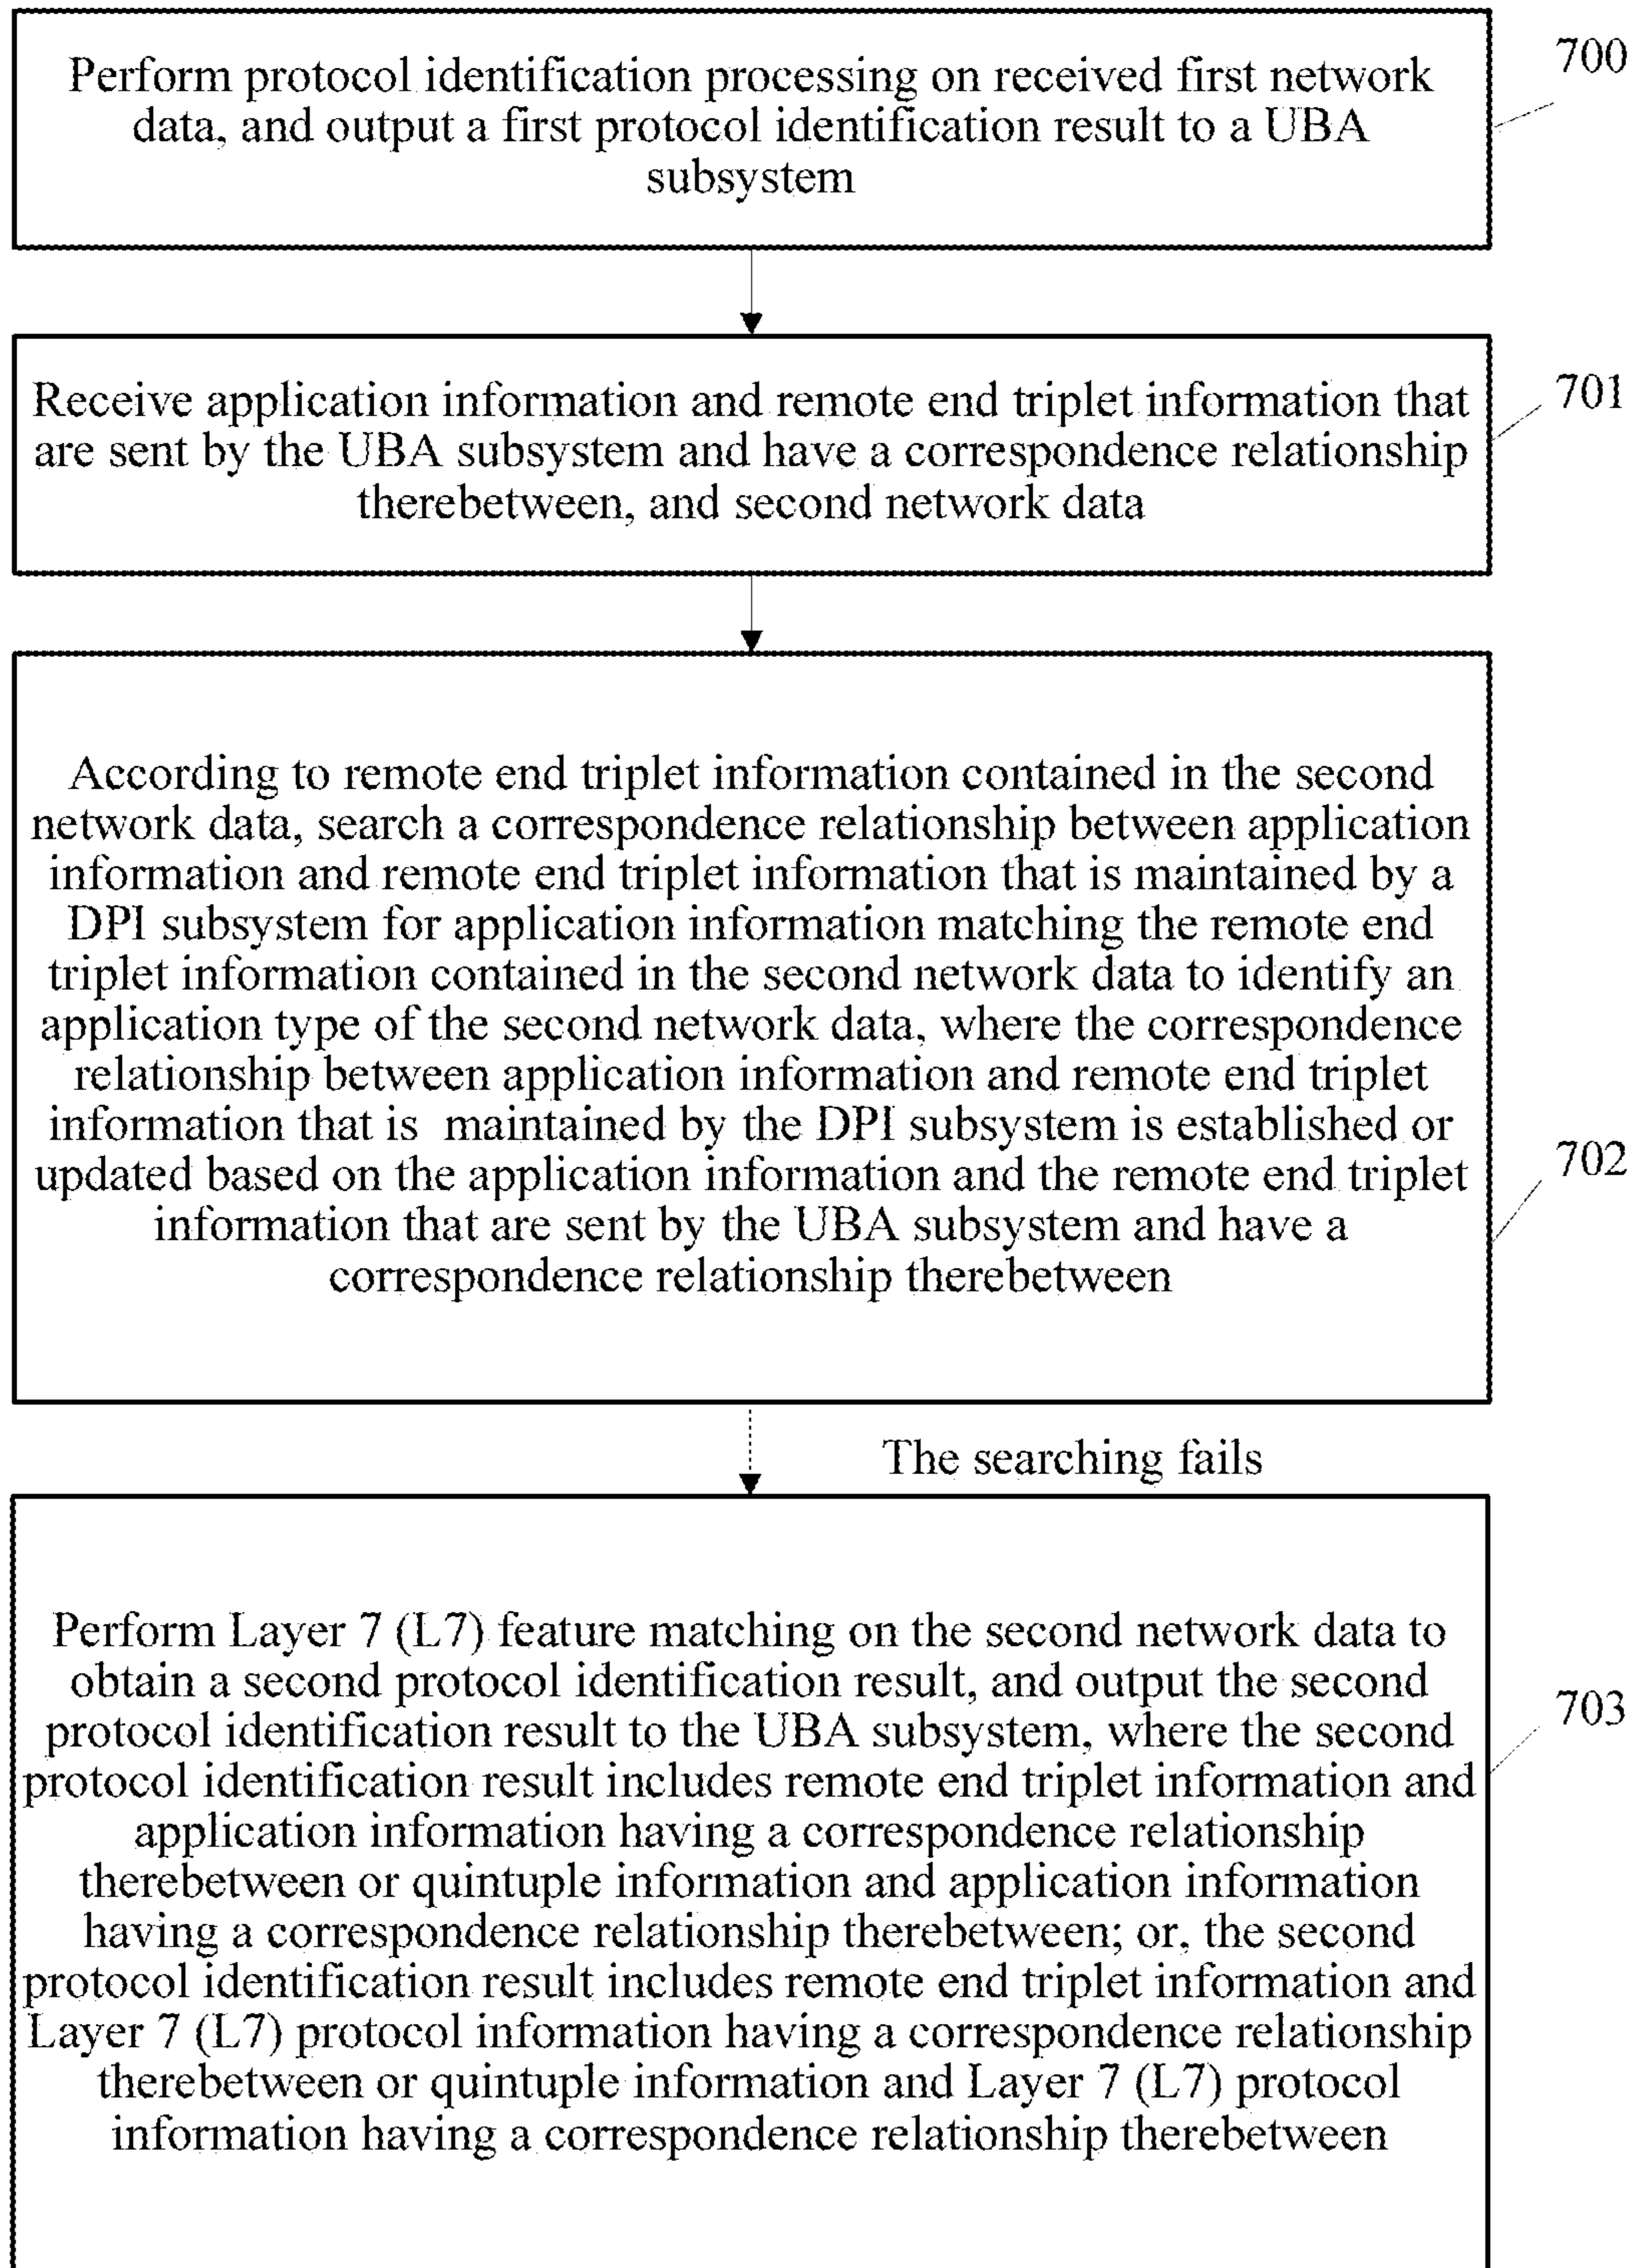 Perform protocol identification processing on received first network
data, and output a first protocol identification result to a UBA
subsystem
700
Receive application information and remote end triplet information that
are sent by the UBA subsystem and have a correspondence relationship
therebetween, and second network data
701
According to remote end triplet information contained in the second
network data, search a correspondence relationship between application
information and remote end triplet information that is maintained by a
DPI subsystem for application information matching the remote end
triplet information contained in the second network data to identify an
application type of the second network data, where the correspondence
relationship between application information and remote end triplet
information that is maintained by the DPI subsystem is established or
updated based on the application information and the remote end triplet
information that are sent by the UBA subsystem and have a
correspondence relationship therebetween
702
The searching fails
Perform Layer 7 (L7) feature matching on the second network data to
obtain a second protocol identification result, and output the second
protocol identification result to the UBA subsystem, where the second
protocol identification result includes remote end triplet information and
application information having a correspondence relationship
therebetween or quintuple information and application information
having a correspondence relationship therebetween; or, the second
protocol identification result includes remote end triplet information and
Layer 7 (L7) protocol information having a correspondence relationship
therebetween or quintuple information and Layer 7 (L7) protocol
information having a correspondence relationship therebetween
703